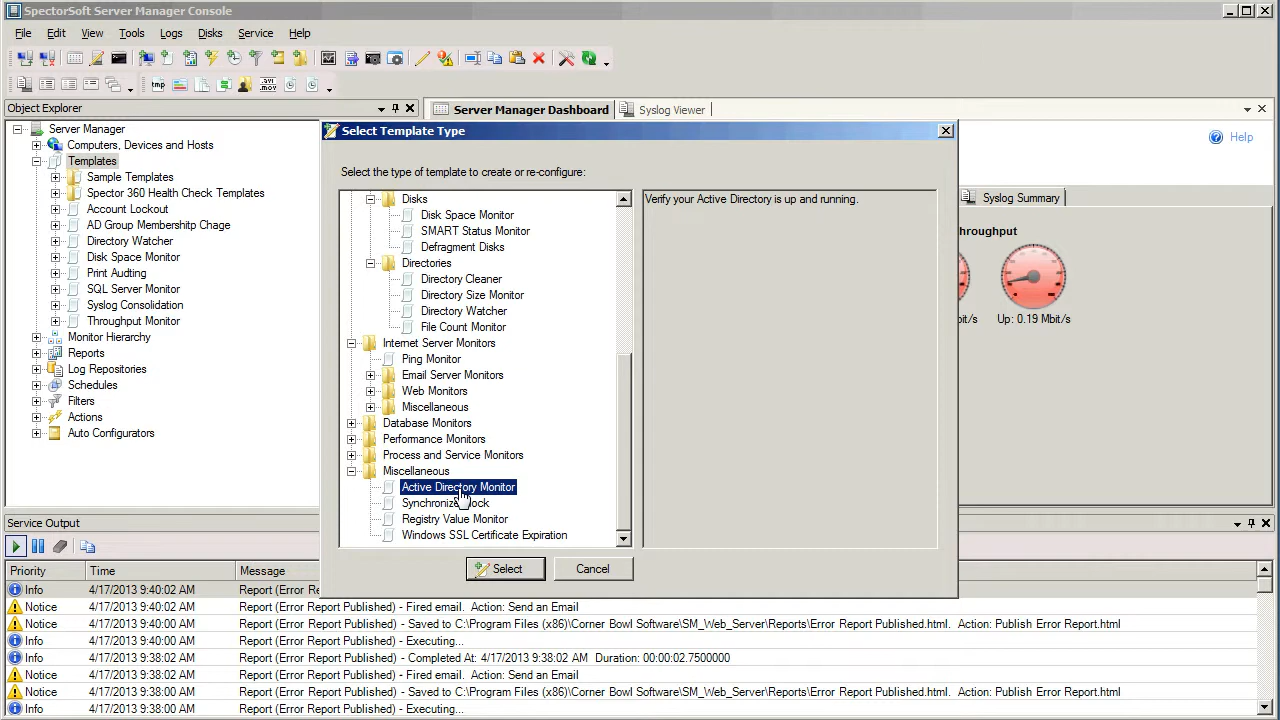 SpectorSoft Server Manager Console
File Edit View Tools Logs Disks Service Help
Object Explorer
Server Manager Dashboard
Syslog Viewer
Server Manager
Computers, Devices and Hosts
Templates
Sample Templates
Spector 360 Health Check Templates
Account Lockout
AD Group Membership Chage
Directory Watcher
Disk Space Monitor
Print Audting
SQL Server Monitor
Syslog Consolidation
Throughput Monitor
Monitor Hierarchy
Reports
Log Repositories
Schedules
Filters
Actions
Auto Configurators
Select Template Type
Select the type of template to create or re-configure:
Disks
Disk Space Monitor
SMART Status Monitor
Defragment Disks
Directories
Directory Cleaner
Directory Size Monitor
Directory Watcher
File Count Monitor
Internet Server Monitors
Ping Monitor
Email Server Monitors
Web Monitors
Miscellaneous
Database Monitors
Performance Monitors
Process and Service Monitors
Miscellaneous
Active Directory Monitor
Registry Value Monitor
Windows SSL Certificate Expiration
Verify your Active Directory is up and running.
Select Cancel
Help
Syslog Summary
Up: 0.19 Mbit/s
Service Output
Priority Time Message
Info 4/17/2013 9:40:02 AM Report (Error Re
Notice 4/17/2013 9:40:02 AM Report (Error Report Published) - Fired email. Action: Send an Email
Notice 4/17/2013 9:40:02 AM Report (Error Report Published) - Saved to C:\Program Files (x86)\Corner Bowl Software\SM_Web_Server\Reports\Error Report Published.html. Action: Publish Error Report.html
Info 4/17/2013 9:40:00 AM Report (Error Report Published) - Executing...
Info 4/17/2013 9:38:02 AM Report (Error Report Published) - Completed At: 4/17/2013 9:38:02 AM Duration: 00:00:02.7500000
Notice 4/17/2013 9:38:02 AM Report (Error Report Published) - Fired email. Action: Send an Email
Notice 4/17/2013 9:38:00 AM Report (Error Report Published) - Saved to C:\Program Files (x86)\Corner Bowl Software\SM_Web_Server\Reports\Error Report Published.html. Action: Publish Error Report.html
Info 4/17/2013 9:38:00 AM Report (Error Report Published) - Executing...